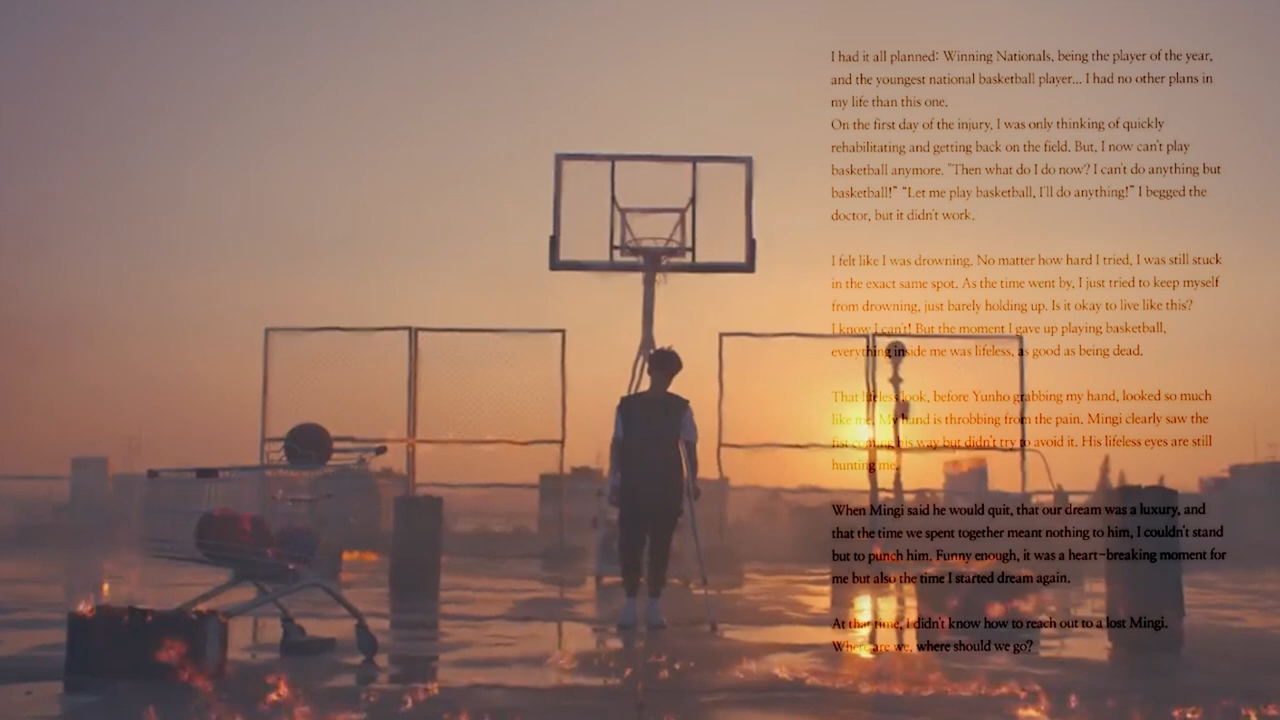 I had it all planned: Winning Nationals, being the player of the year,
and the youngest national basketball player... I had no other plans in
my life than this one.
On the first day of the injury, I was only thinking of quickly
rehabilitating and getting back on the field. But, I now can't play
basketball anymore. "Then what do I do now? I can't do anything but
basketball!" "Let me play basketball, I'll do anything!" I begged the
doctor, but it didn't work.
I felt like I was drowning. No matter how hard I tried, I was still stuck
in the exact same spot. As the time went by, I just tried to keep myself
from drowning, just barely holding up. Is it okay to live like this?
I know I can't! But the moment I gave up playing basketball,
everything inside me was lifeless, as good as being dead.
That lifeless look, before Yunho grabbing my hand, looked so much
like me. My hand is throbbing from the pain. Mingi clearly saw the
fist coming his way but didn't try to avoid it. His lifeless eyes are still
hunting me.
When Mingi said he would quit, that our dream was a luxury, and
that the time we spent together meant nothing to him, I couldn't stand
but to punch him. Funny enough, it was a heart-breaking moment for
me but also the time I started dream again.
At that time, I didn't know how to reach out to a lost Mingi.
Where are we, where should we go?